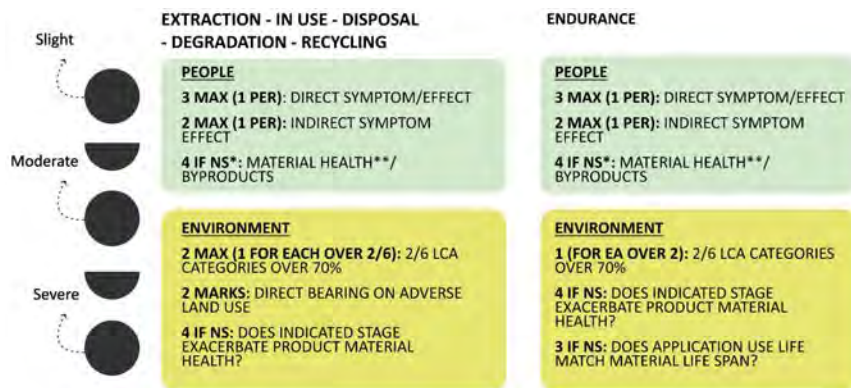 Slight
Moderate
Severe
EXTRACTION - IN USE - DISPOSAL
- DEGRADATION - RECYCLING
PEOPLE
3 MAX (1 PER): DIRECT SYMPTOM/EFFECT
2 MAX (1 PER): INDIRECT SYMPTOM
EFFECT
4 IF NS*: MATERIAL HEALTH**/
BYPRODUCTS
ENVIRONMENT
2 MAX (1 FOR EACH OVER 2/6): 2/6 LCA
CATEGORIES OVER 70%
2 MARKS: DIRECT BEARING ON ADVERSE
LAND USE
4 IF NS: DOES INDICATED STAGE
EXACERBATE PRODUCT MATERIAL
HEALTH?
ENDURANCE
PEOPLE
3 MAX (1 PER): DIRECT SYMPTOM/EFFECT
2 MAX (1 PER): INDIRECT SYMPTOM
EFFECT
4 IF NS*: MATERIAL HEALTH**/
BYPRODUCTS
ENVIRONMENT
1 (FOR EA OVER 2): 2/6 LCA CATEGORIES
OVER 70%
4 IF NS: DOES INDICATED STAGE
EXACERBATE PRODUCT MATERIAL
HEALTH?
3 IF NS: DOES APPLICATION USE LIFE
MATCH MATERIAL LIFE SPAN?